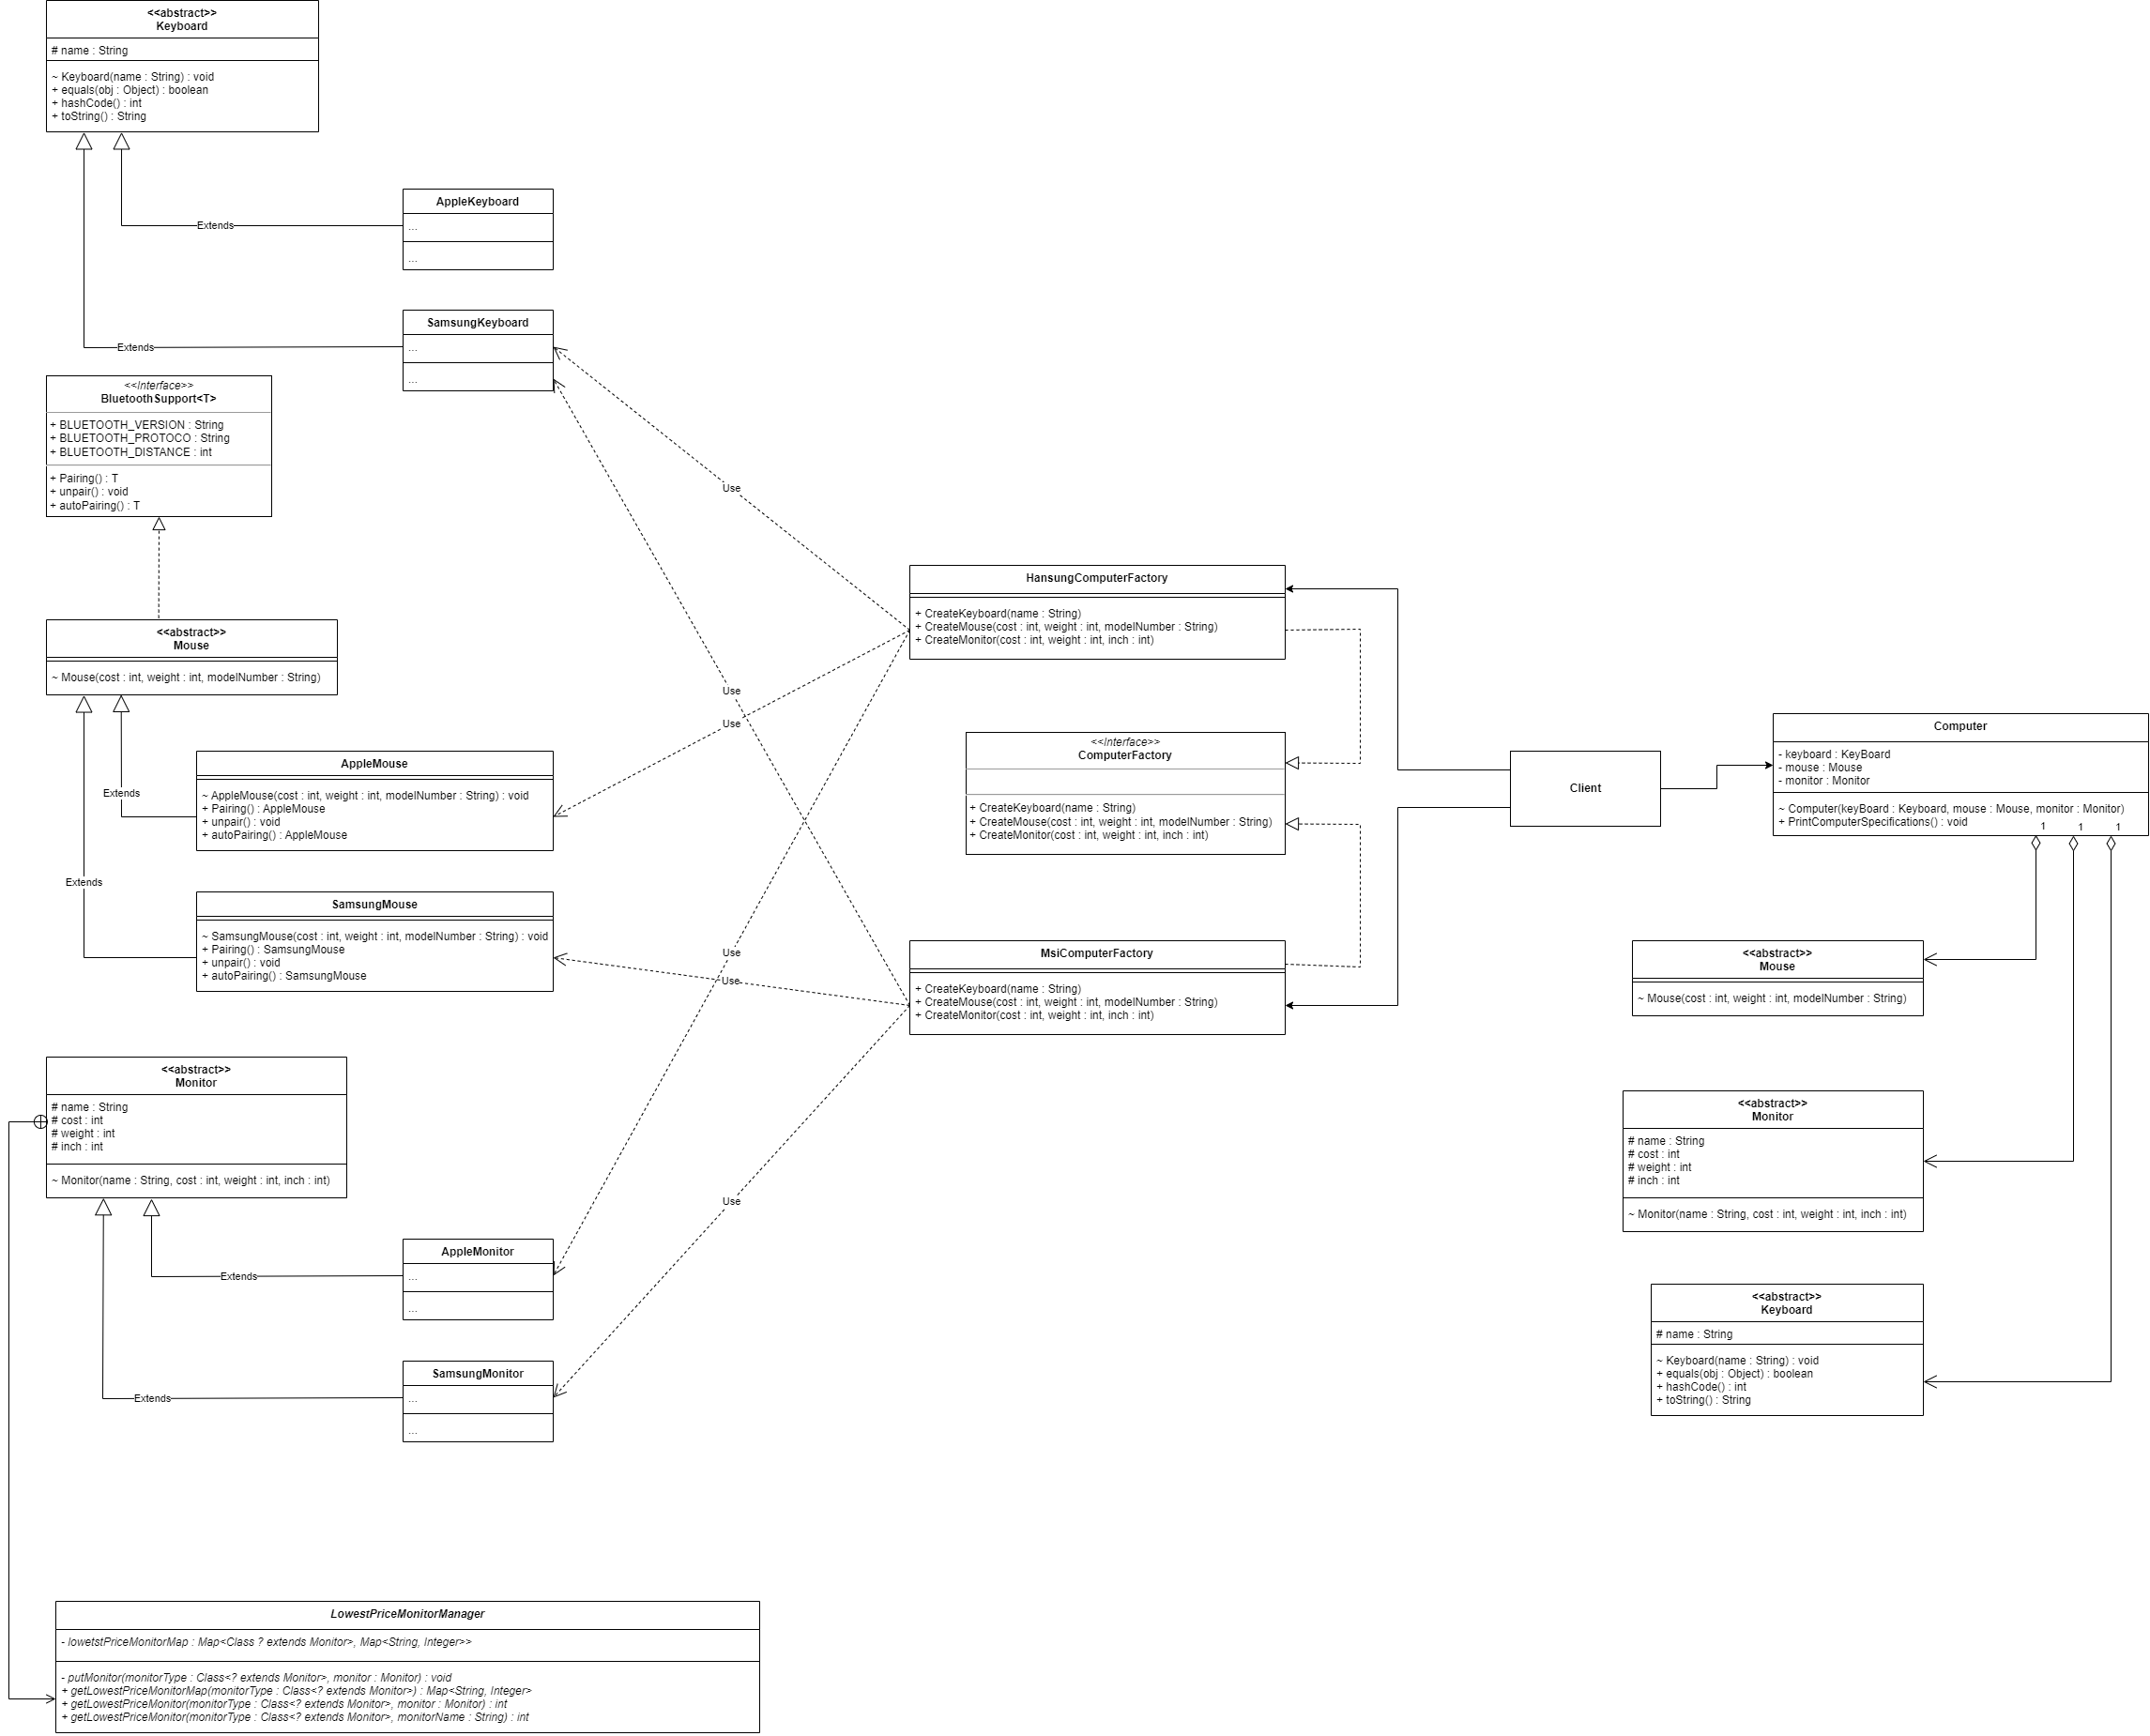 <<abstract>>
Keyboard
# name : String
~ Keyboard(name : String) : void
+ equals(obj : Object) : boolean
+ hashCode() : int
+ toString() : String
AppleKeyboard
...
...
Extends
SamsungKeyboard
...
...
Extends
<<Interface>>
BluetoothSupport<T>
+ BLUETOOTH_VERSION : String
+ BLUETOOTH_PROTOCO : String
+ BLUETOOTH_DISTANCE : int
+ Pairing() : T
+ unpair() : void
+ autoPairing() : T
<<abstract>>
Mouse
~ Mouse(cost : int, weight : int, modelNumber : String)
AppleMouse
~ AppleMouse(cost : int, weight : int, modelNumber : String) : void
+ Pairing() : AppleMouse
+ unpair() : void
+ autoPairing() : AppleMouse
Extends
SamsungMouse
~ SamsungMouse(cost : int, weight : int, modelNumber : String) : void
+ Pairing() : SamsungMouse
+ unpair() : void
+ autoPairing() : SamsungMouse
Extends
<<abstract>>
Monitor
# name : String
# cost : int
# weight : int
# inch : int
~ Monitor(name : String, cost : int, weight : int, inch : int)
AppleMonitor
...
...
Extends
SamsungMonitor
...
...
Extends
LowestPriceMonitorManager
- lowetstPriceMonitorMap : Map<Class ? extends Monitor>, Map<String, Integer>>
- putMonitor(monitorType : Class<? extends Monitor>, monitor : Monitor) : void
+ getLowestPriceMonitorMap(monitorType : Class<? extends Monitor>) : Map<String, Integer>
+ getLowestPriceMonitor(monitorType : Class<? extends Monitor>, monitor : Monitor) : int
+ getLowestPriceMonitor(monitorType : Class<? extends Monitor>, monitorName : String) : int
Use
Use
Use
Use
Use
Use
HansungComputerFactory
+ CreateKeyboard(name : String)
+ CreateMouse(cost : int, weight : int, modelNumber : String)
+ CreateMonitor(cost : int, weight : int, inch : int)
<<Interface>>
ComputerFactory
+ CreateKeyboard(name : String)
+ CreateMouse(cost : int, weight : int, modelNumber : String)
+ CreateMonitor(cost : int, weight : int, inch : int)
MsiComputerFactory
+ CreateKeyboard(name : String)
+ CreateMouse(cost : int, weight : int, modelNumber : String)
+ CreateMonitor(cost : int, weight : int, inch : int)
Client
Computer
- keyboard : KeyBoard
- mouse : Mouse
- monitor : Monitor
~ Computer(keyBoard : Keyboard, mouse : Mouse, monitor : Monitor)
+ PrintComputerSpecifications() : void
1
1
1
<<abstract>>
Mouse
~ Mouse(cost : int, weight : int, modelNumber : String)
<<abstract>>
Monitor
# name : String
# cost : int
# weight : int
# inch : int
~ Monitor(name : String, cost : int, weight : int, inch : int)
<<abstract>>
Keyboard
# name : String
~ Keyboard(name : String) : void
+ equals(obj : Object) : boolean
+ hashCode() : int
+ toString() : String